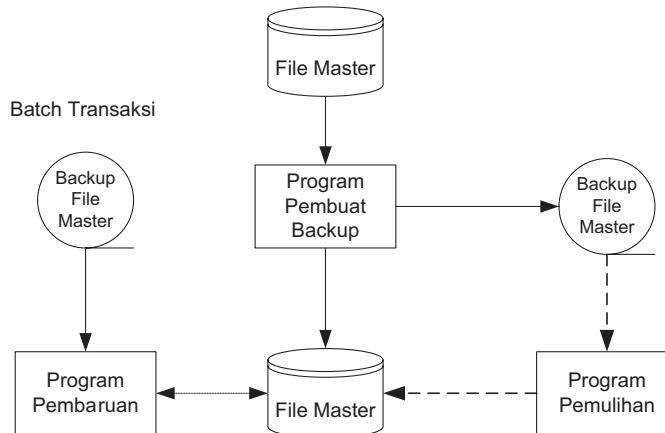 File Master
Batch Transaksi
Backup
File
Master
Program
Pembuat
Backup
Backup
File
Master
Program
Pembaruan
File Master
Program
Pemulihan